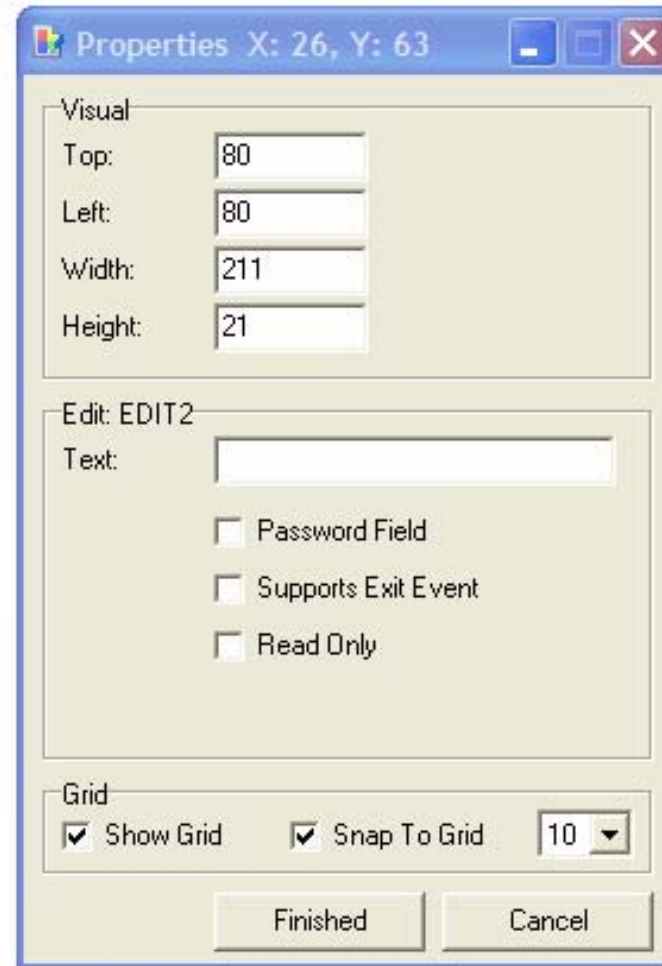 Properties X: 26, Y: 63
Visual
Top: 80
Left: 80
Width: 211
Height: 21
Edit: EDIT2
Text:
Password Field
Supports Exit Event
Read Only
Grid
Show Grid Snap To Grid 10
Finished Cancel